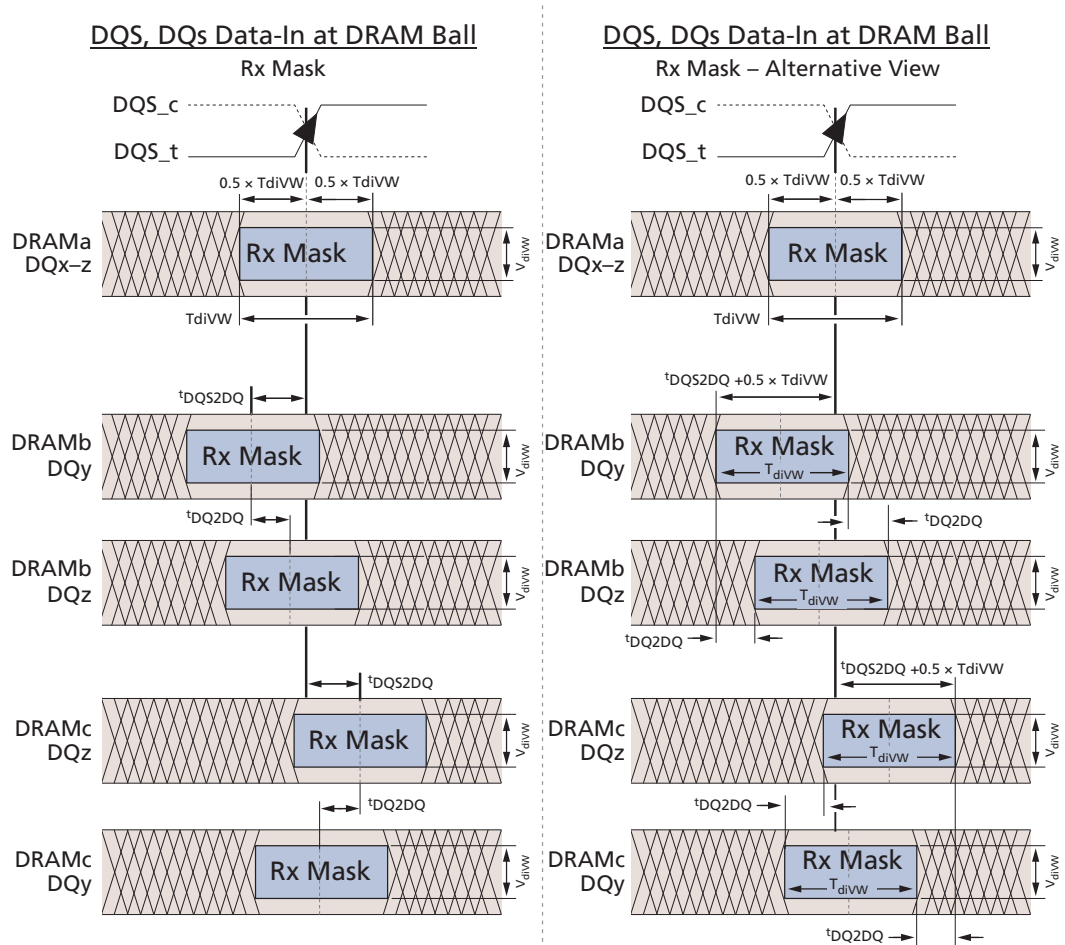 DQS, DQs Data-In at DRAM Ball
Rx Mask
DQS_c
DQS_t
0.5 × TdiVW 0.5 × TdiVW
DRAMa
DQx–z
Rx Mask
VdiVW
TdiVW
tDQS2DQ
DRAMb
DQy
Rx Mask
VdiVW
tDQ2DQ
DRAMb
DQz
Rx Mask
VdiVW
tDQS2DQ
DRAMc
DQz
Rx Mask
VdiVW
tDQ2DQ
DRAMc
DQy
Rx Mask
VdiVW
DQS, DQs Data-In at DRAM Ball
Rx Mask – Alternative View
DQS_c
DQS_t
0.5 × TdiVW 0.5 × TdiVW
DRAMa
DQx–z
Rx Mask
VdiVW
TdiVW
tDQS2DQ +0.5 × TdiVW
DRAMb
DQy
Rx Mask
TdiVW
VdiVW
tDQ2DQ
DRAMb
DQz
Rx Mask
TdiVW
VdiVW
tDQ2DQ
tDQS2DQ +0.5 × TdiVW
DRAMc
DQz
Rx Mask
TdiVW
VdiVW
tDQ2DQ
DRAMc
DQy
Rx Mask
TdiVW
VdiVW
tDQ2DQ